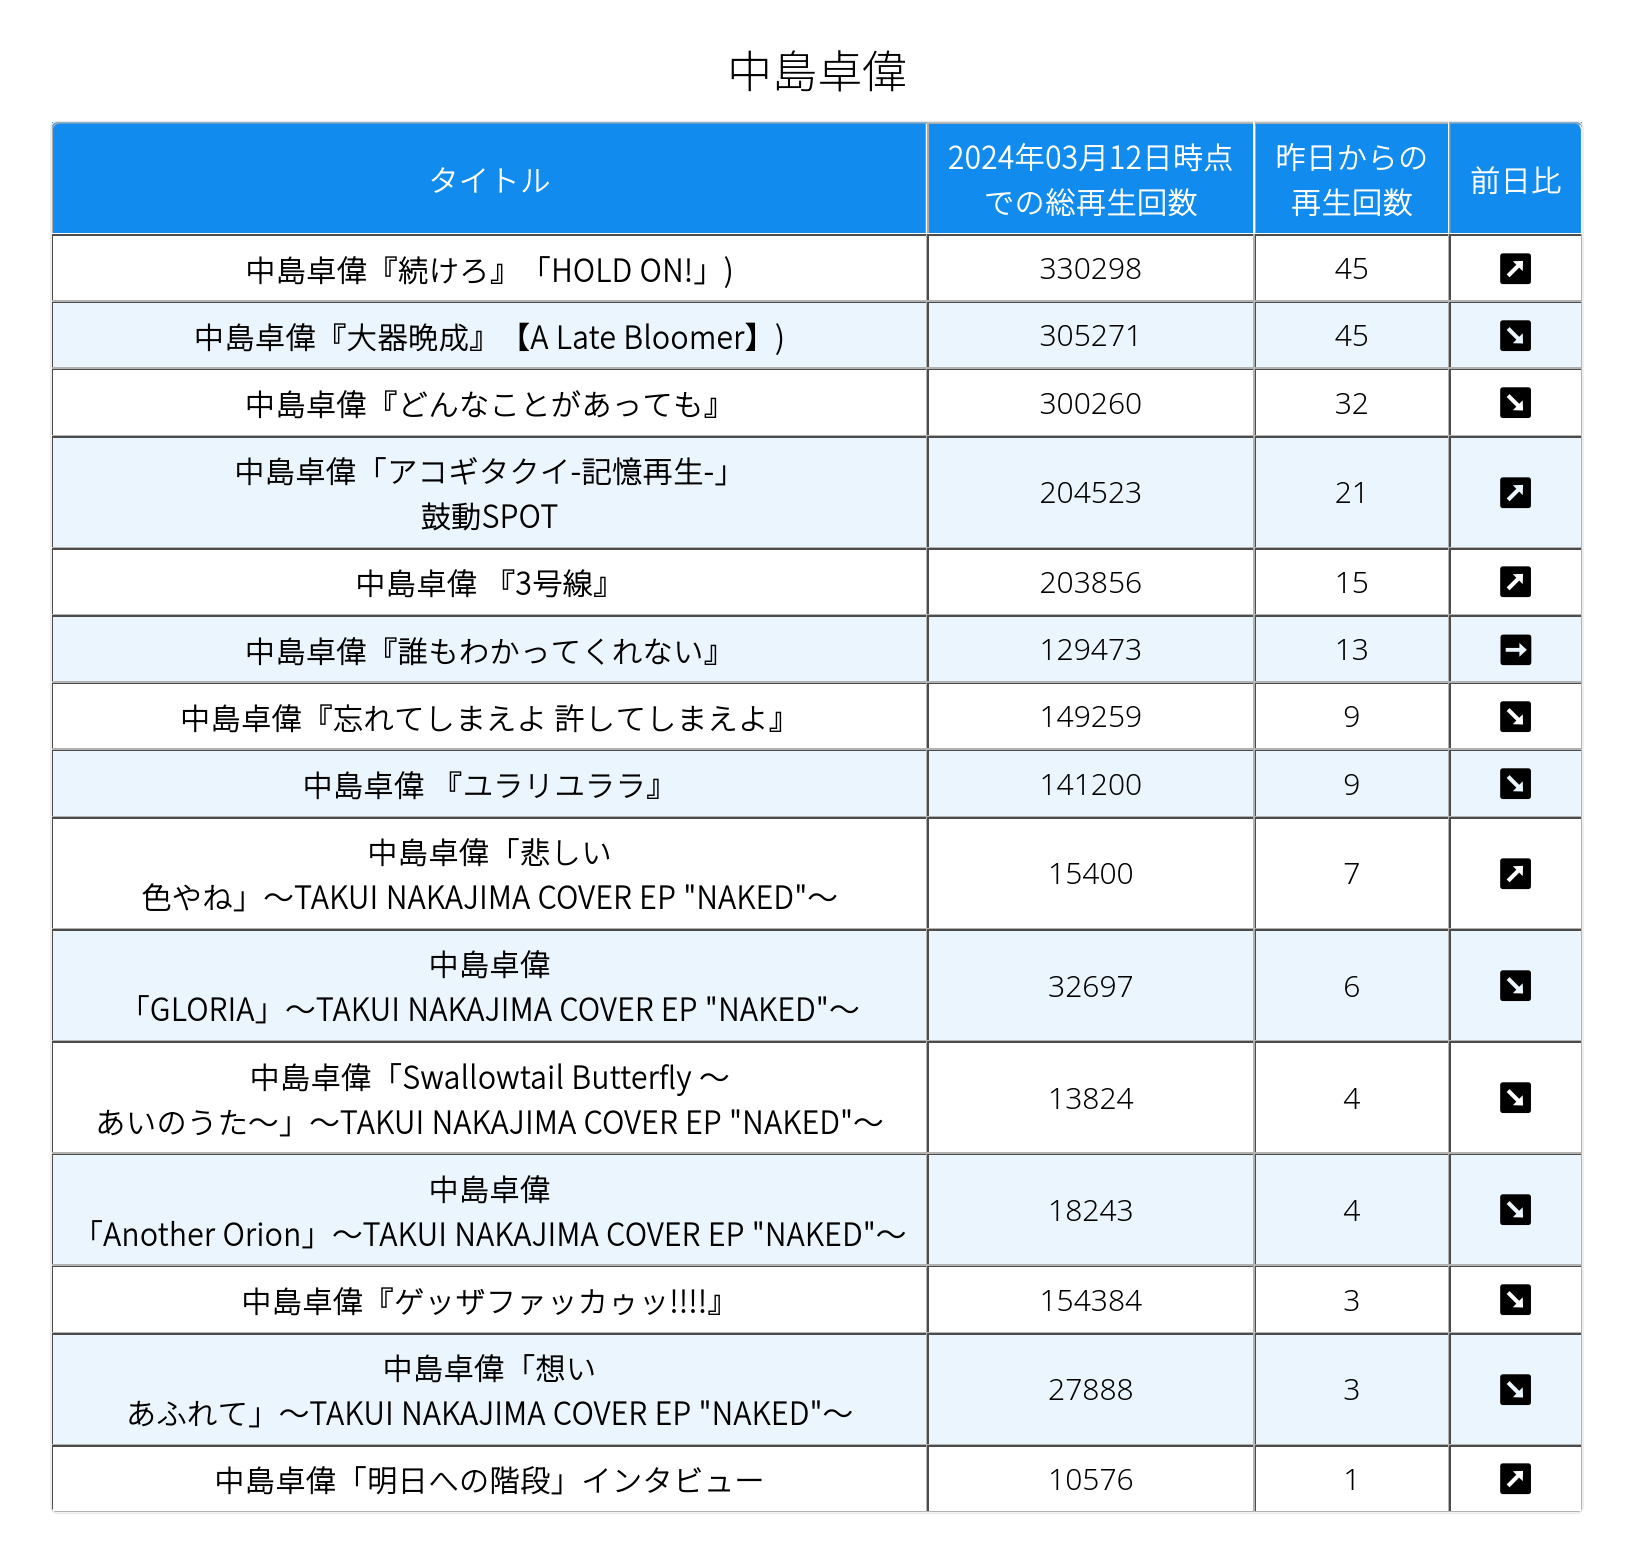 中島卓偉
タイトル
2024年03月12日時点
での総再生回数
昨日からの
再生回数
前日比
中島卓偉『続けろ』「HOLD ON!」)
330298
45
中島卓偉『大器晩成』【A Late Bloomer】)
305271
45
中島卓偉『どんなことがあっても』
300260
32
中島卓偉「アコギタクイ-記憶再生-」
鼓動SPOT
204523
21
中島卓偉 『3号線』
203856
15
中島卓偉『誰もわかってくれない』
129473
13
中島卓偉『忘れてしまえよ 許してしまえよ』
149259
9
中島卓偉 『ユラリユララ』
141200
9
中島卓偉「悲しい
色やね」～TAKUI NAKAJIMA COVER EP "NAKED"～
15400
7
中島卓偉
「GLORIA」～TAKUI NAKAJIMA COVER EP "NAKED"～
32697
6
中島卓偉「Swallowtail Butterfly ～
あいのうた～」～TAKUI NAKAJIMA COVER EP "NAKED"～
13824
4
中島卓偉
「Another Orion」～TAKUI NAKAJIMA COVER EP "NAKED"～
18243
4
中島卓偉『ゲッザファッカゥッ!!!!』
154384
3
中島卓偉「想い
あふれて」～TAKUI NAKAJIMA COVER EP "NAKED"～
27888
3
中島卓偉「明日への階段」インタビュー
10576
1